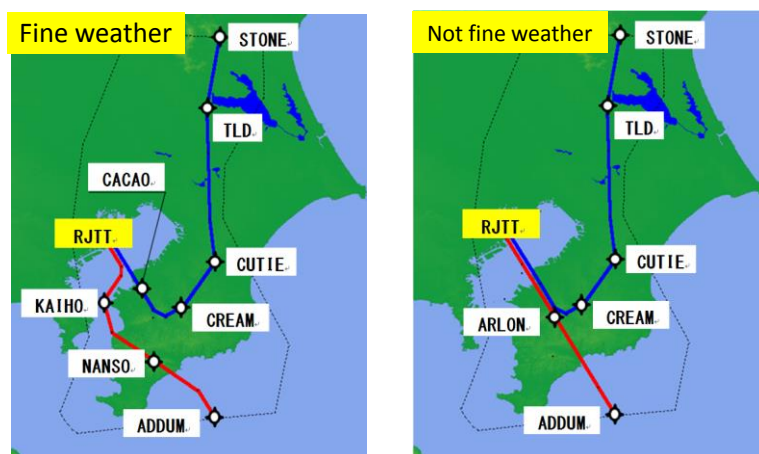 Fine weather
STONE
TLD
CACAO
RJTT
CUTIE
KAIHO
CREAM
NANSO
ADDUM
Not fine weather
STONE
TLD
RJTT
CUTIE
CREAM
ARLON
ADDUM